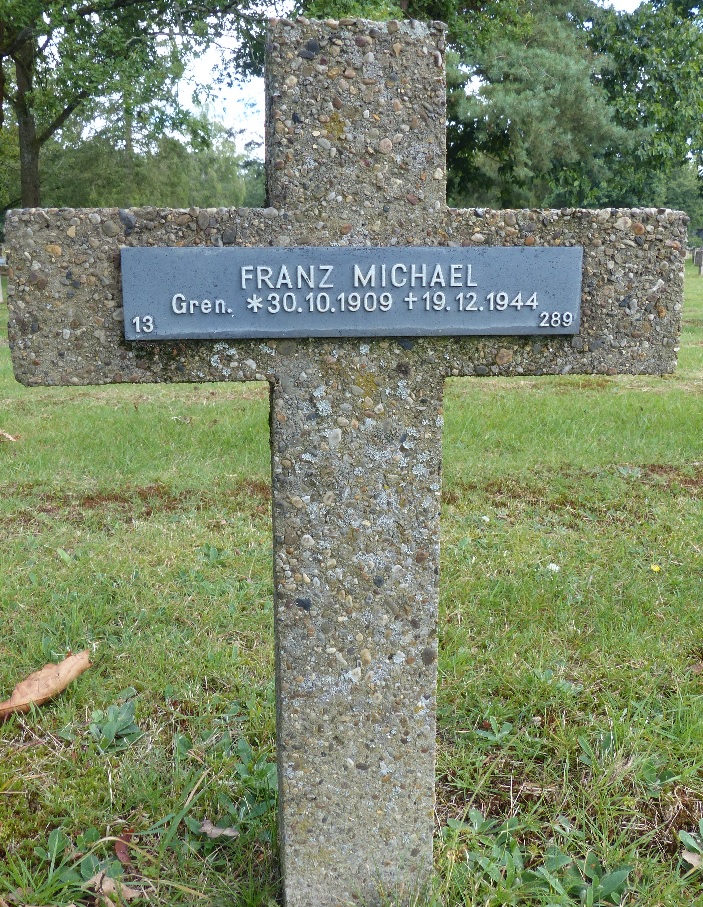 FRANZ MICHAEL
Gren. *30.10.1909 †19.12.1944
13 289